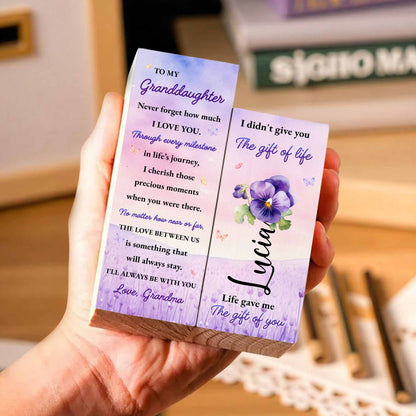 TO MY
Granddaughter
Never forget how much
I LOVE YOU.
Through every milestone
in life's journey,
I cherish those
precious moments
when you were there.
No matter how near or far,
THE LOVE BETWEEN US
is something that
will always stay.
I'LL ALWAYS BE WITH YOU
Love, Grandma
I didn't give you
The gift of life
Lucia
Life gave me
The gift of you